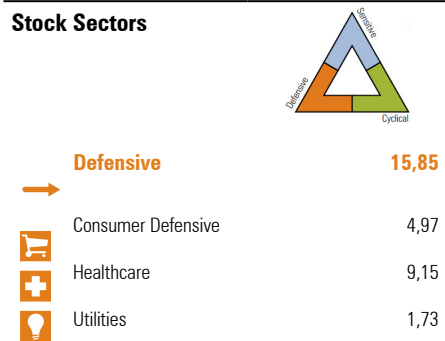 Stock Sectors
Sensitive
Defensive
Cyclical
Defensive 15,85
Consumer Defensive 4,97
Healthcare 9,15
Utilities 1,73